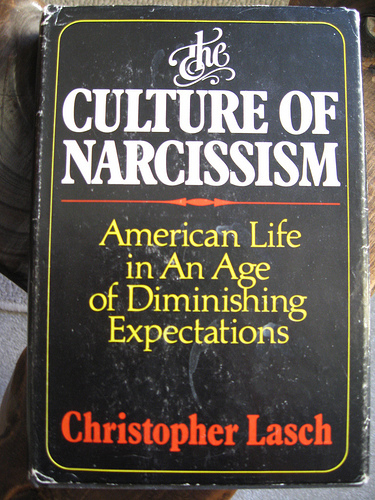 the
CULTURE OF
NARCISSISM
American Life
in An Age
of Diminishing
Expectations
Christopher Lasch